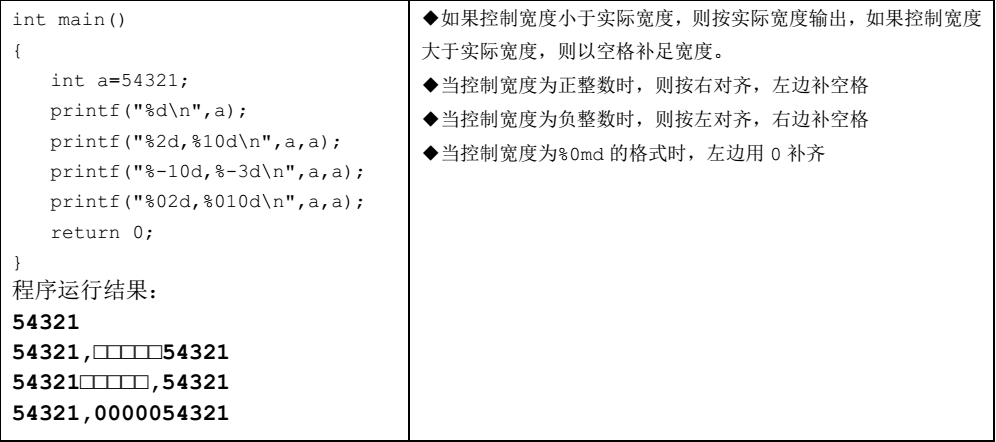 int main()
{
int a=54321;
printf("%d\n",a);
printf("%2d,%10d\n",a,a);
printf("%-10d,%-3d\n",a,a);
printf("%02d,%010d\n",a,a);
return 0;
}
程序运行结果：
54321
54321,□□□□□54321
54321□□□□□,54321
54321,0000054321
◆如果控制宽度小于实际宽度，则按实际宽度输出，如果控制宽度
大于实际宽度，则以空格补足宽度。
◆当控制宽度为正整数时，则按右对齐，左边补空格
◆当控制宽度为负整数时，则按左对齐，右边补空格
◆当控制宽度为%0md 的格式时，左边用 0 补齐